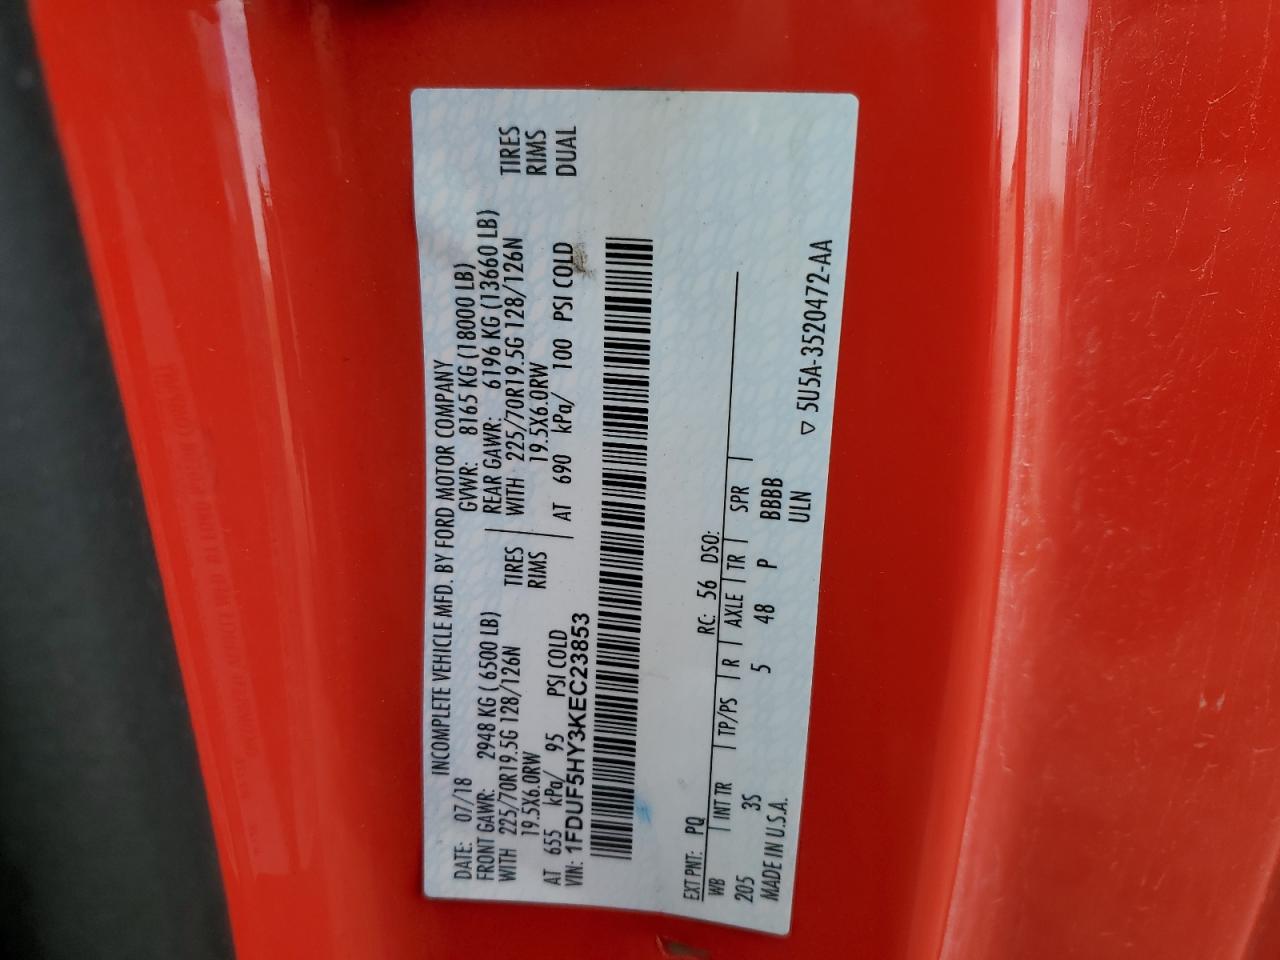 INCOMPLETE VEHICLE MFD. BY FORD MOTOR COMPANY
DATE: 07/18 GVWR: 8165 KG (18000 LB)
FRONT GAWR: 2948 KG ( 6500 LB) REAR GAWR: 6196 KG (13660 LB)
WITH 225/70R19.5G 128/126N TIRES WITH 225/70R19.5G 128/126N TIRES
19.5X6.0RW RIMS 19.5X6.0RW RIMS
AT 655 kPa/ 95 PSI COLD AT 690 kPa/ 100 PSI COLD DUAL
VIN: 1FDUF5HY3KEC23853
EXT PNT: PQ RC: 56 DSO:
WB INT TR TP/PS R AXLE TR SPR
205 3S 5 48 P BBBB
MADE IN U.S.A. ULN
▽ 5U5A-3520472-AA